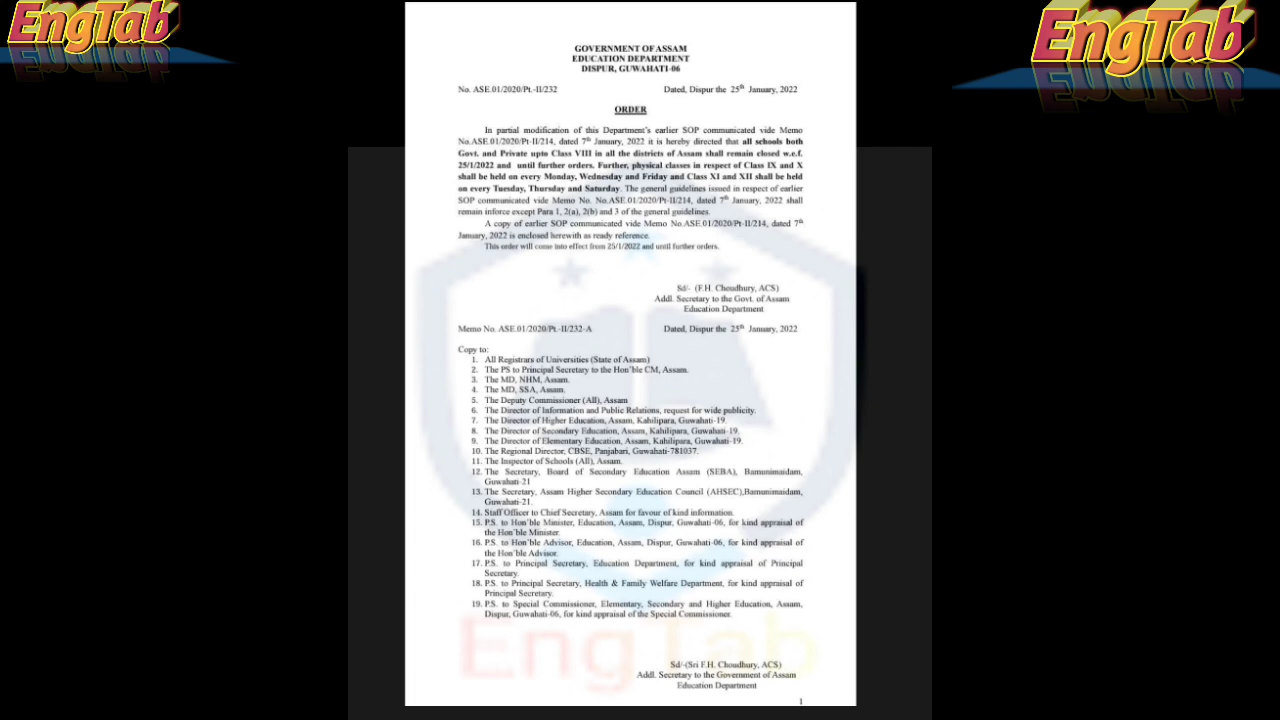 EngTab
EngTab
GOVERNMENT OF ASSAM
EDUCATION DEPARTMENT
DISPUR, GUWAHATI-06
No. ASE.01/2020/Pt.-II/232 Dated, Dispur the 25th January, 2022
ORDER
In partial modification of this Department's earlier SOP communicated vide Memo
No.ASE.01/2020/Pt-II/214, dated 7th January, 2022 it is hereby directed that all schools both
Govt. and Private upto Class VIII in all the districts of Assam shall remain closed w.e.f.
25/1/2022 and until further orders. Further, physical classes in respect of Class IX and X
shall be held on every Monday, Wednesday and Friday and Class XI and XII shall be held
on every Tuesday, Thursday and Saturday. The general guidelines issued in respect of earlier
SOP communicated vide Memo No. No.ASE.01/2020/Pt-II/214, dated 7th January, 2022 shall
remain inforce except Para 1, 2(a), 2(b) and 3 of the general guidelines.
A copy of earlier SOP communicated vide Memo No.ASE.01/2020/Pt-II/214, dated 7th
January, 2022 is enclosed herewith as ready reference.
This order will come into effect from 25/1/2022 and until further orders.
Sd/- (F.H. Choudhury, ACS)
Addl. Secretary to the Govt. of Assam
Education Department
Memo No. ASE.01/2020/Pt.-II/232-A Dated, Dispur the 25th January, 2022
Copy to:
1. All Registrars of Universities (State of Assam)
2. The PS to Principal Secretary to the Hon'ble CM, Assam.
3. The MD, NHM, Assam.
4. The MD, SSA, Assam.
5. The Deputy Commissioner (All), Assam
6. The Director of Information and Public Relations, request for wide publicity.
7. The Director of Higher Education, Assam, Kahilipara, Guwahati-19.
8. The Director of Secondary Education, Assam, Kahilipara, Guwahati-19.
9. The Director of Elementary Education, Assam, Kahilipara, Guwahati-19.
10. The Regional Director, CBSE, Panjabari, Guwahati-781037.
11. The Inspector of Schools (All), Assam.
12. The Secretary, Board of Secondary Education Assam (SEBA), Bamunimaidam,
Guwahati-21
13. The Secretary, Assam Higher Secondary Education Council (AHSEC),Bamunimaidam,
Guwahati-21.
14. Staff Officer to Chief Secretary, Assam for favour of kind information.
15. P.S. to Hon'ble Minister, Education, Assam, Dispur, Guwahati-06, for kind appraisal of
the Hon'ble Minister.
16. P.S. to Hon'ble Advisor, Education, Assam, Dispur, Guwahati-06, for kind appraisal of
the Hon'ble Advisor.
17. P.S. to Principal Secretary, Education Department, for kind appraisal of Principal
Secretary.
18. P.S. to Principal Secretary, Health & Family Welfare Department, for kind appraisal of
Principal Secretary.
19. P.S. to Special Commissioner, Elementary, Secondary and Higher Education, Assam,
Dispur, Guwahati-06, for kind appraisal of the Special Commissioner.
EngTab
Sd/-(Sri F.H. Choudhury, ACS)
Addl. Secretary to the Government of Assam
Education Department
1